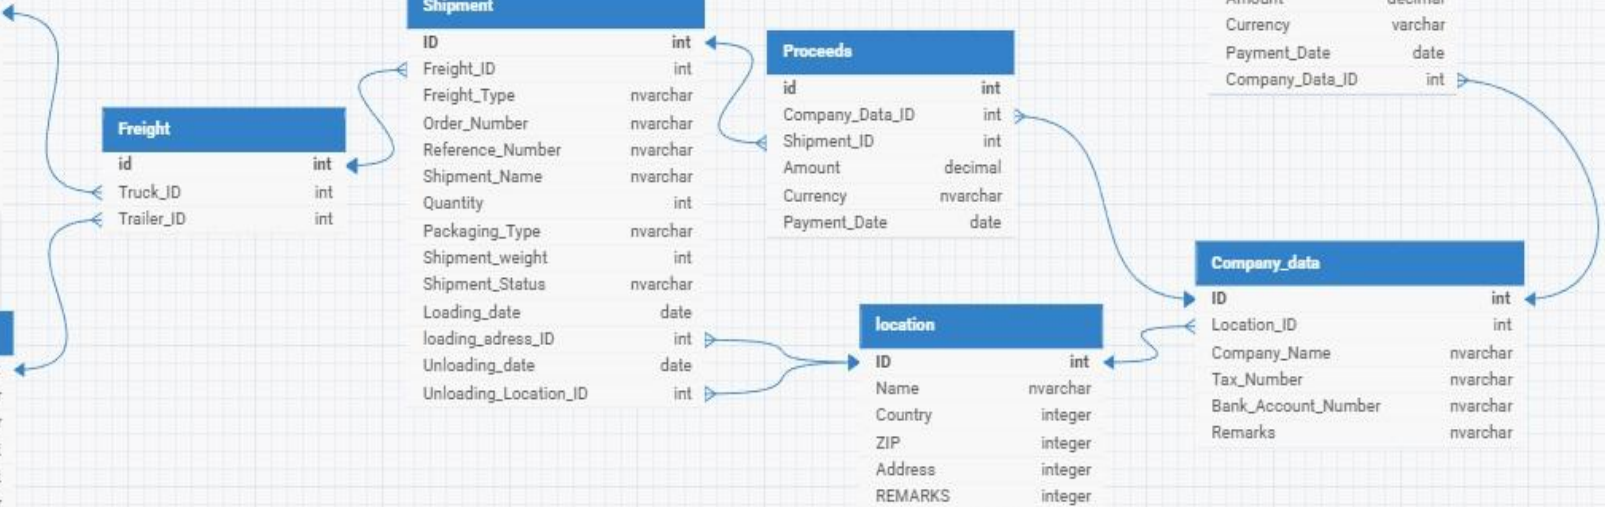 Shipment
ID int
Freight_ID int
Freight_Type nvarchar
Order_Number nvarchar
Reference_Number nvarchar
Shipment_Name nvarchar
Quantity int
Packaging_Type nvarchar
Shipment_weight int
Shipment_Status nvarchar
Loading_date date
loading_adress_ID int
Unloading_date date
Unloading_Location_ID int
Freight
id int
Truck_ID int
Trailer_ID int
Proceeds
id int
Company_Data_ID int
Shipment_ID int
Amount decimal
Currency nvarchar
Payment_Date date
Amount decimal
Currency varchar
Payment_Date date
Company_Data_ID int
location
ID int
Name nvarchar
Country integer
ZIP integer
Address integer
REMARKS integer
Company_data
ID int
Location_ID int
Company_Name nvarchar
Tax_Number nvarchar
Bank_Account_Number nvarchar
Remarks nvarchar